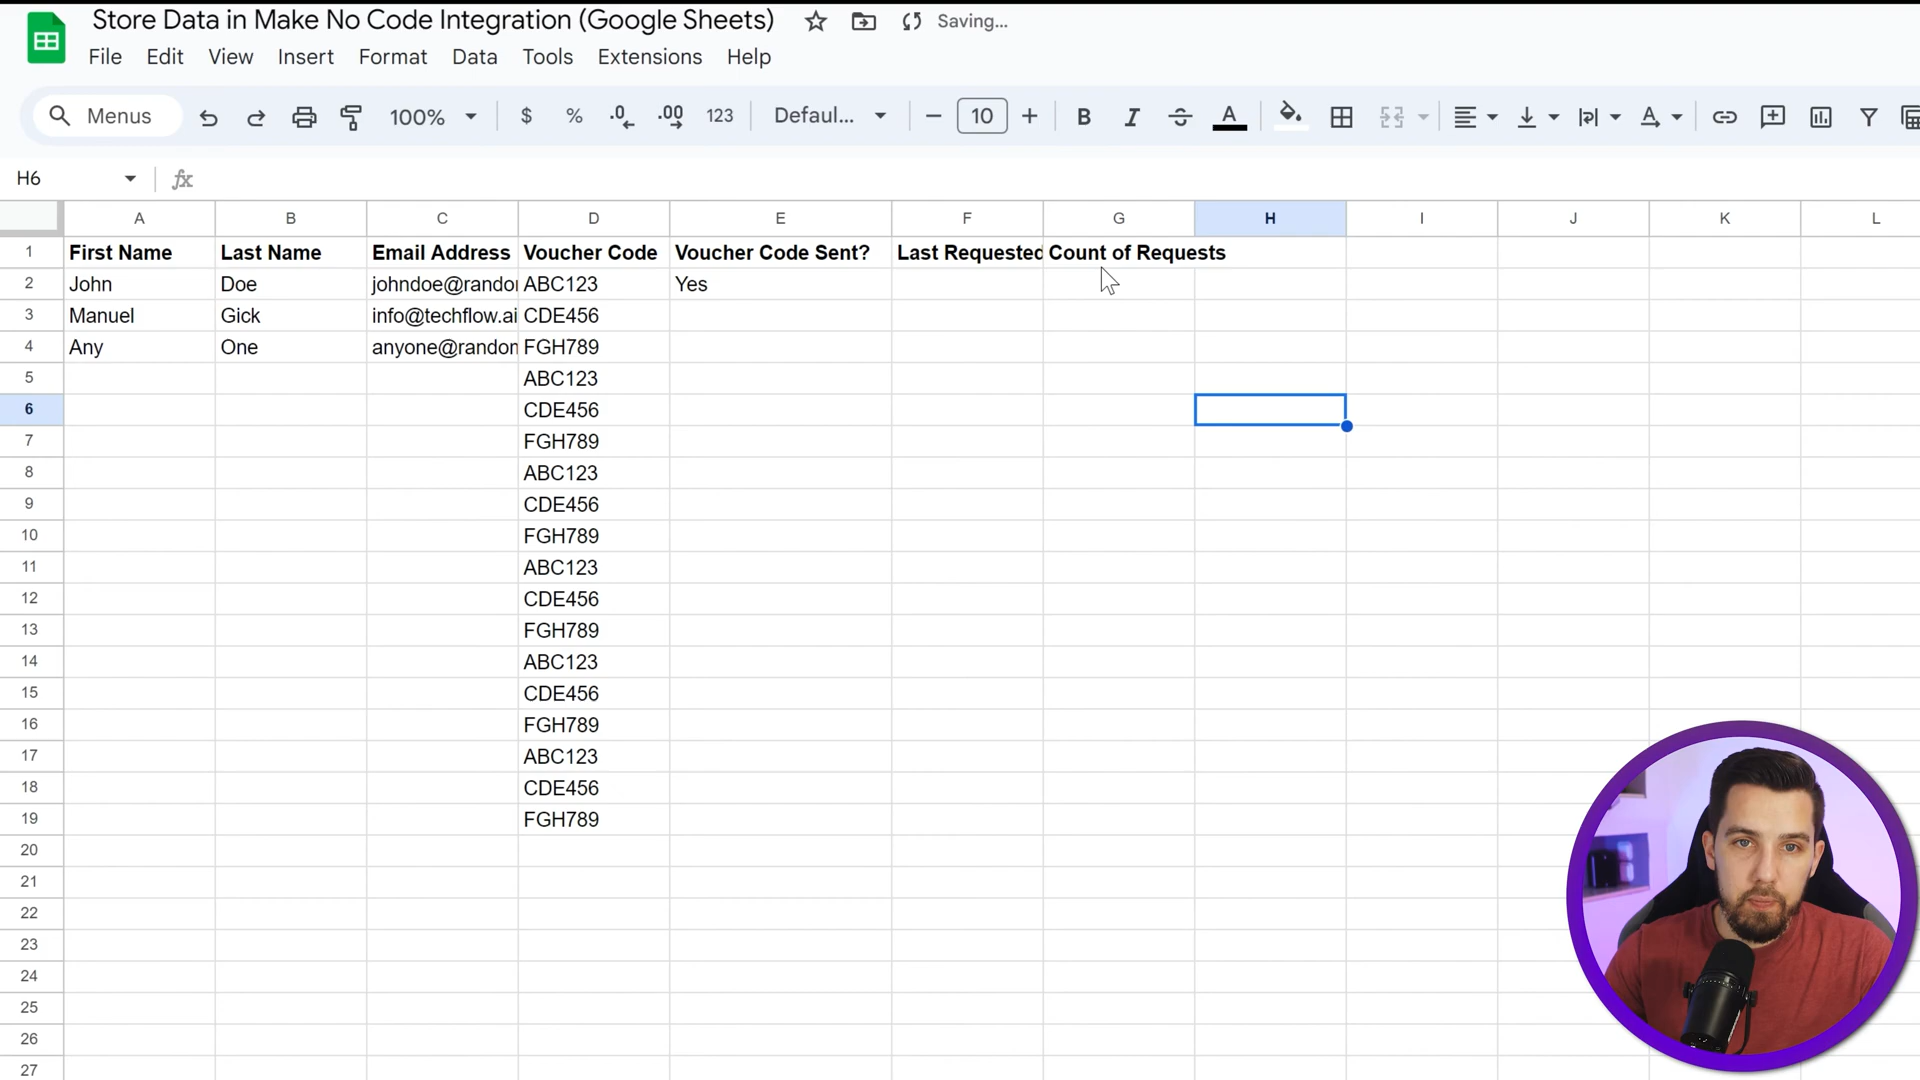 Store Data in Make No Code Integration (Google Sheets) Saving...
File Edit View Insert Format Data Tools Extensions Help
Menus 100% $ % .0 .00 123 Defaul... 10 B I S A
H6 fx
A B C D E F G H I J K L
1 First Name Last Name Email Address Voucher Code Voucher Code Sent? Last Requested Count of Requests
2 John Doe johndoe@rando ABC123 Yes
3 Manuel Gick info@techflow.ai CDE456
4 Any One anyone@random FGH789
5 ABC123
6 CDE456
7 FGH789
8 ABC123
9 CDE456
10 FGH789
11 ABC123
12 CDE456
13 FGH789
14 ABC123
15 CDE456
16 FGH789
17 ABC123
18 CDE456
19 FGH789
20
21
22
23
24
25
26
27